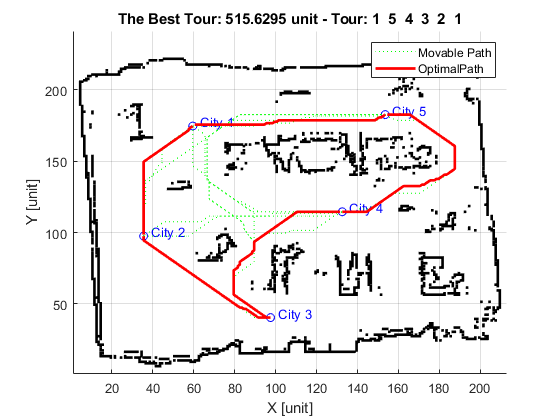 The Best Tour: 515.6295 unit - Tour: 1 5 4 3 2 1
Movable Path
OptimalPath
City 1
City 5
City 4
City 2
City 3
200
150
100
50
Y [unit]
20 40 60 80 100 120 140 160 180 200
X [unit]